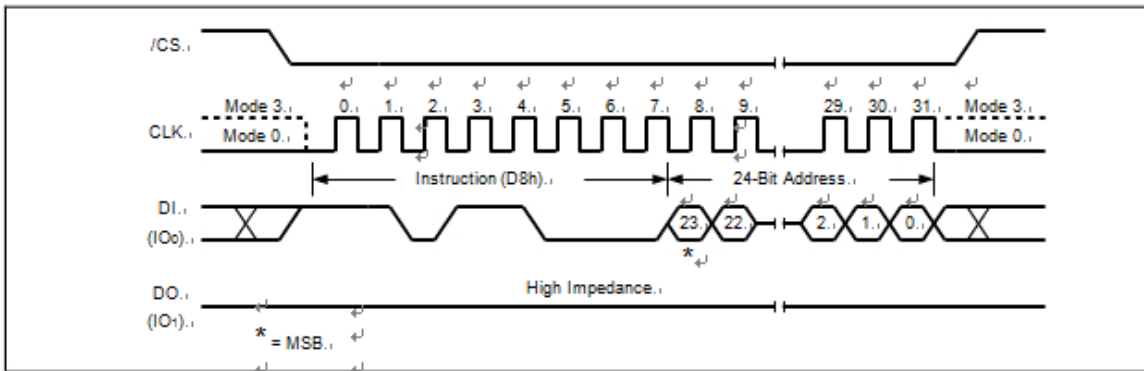 /CS
Mode 3 0 1 2 3 4 5 6 7 8 9 29 30 31 Mode 3
CLK Mode 0 Mode 0
Instruction (D8h) 24-Bit Address
DI
(IO0) 23 22 2 1 0
*
High Impedance
DO
(IO1)
* = MSB